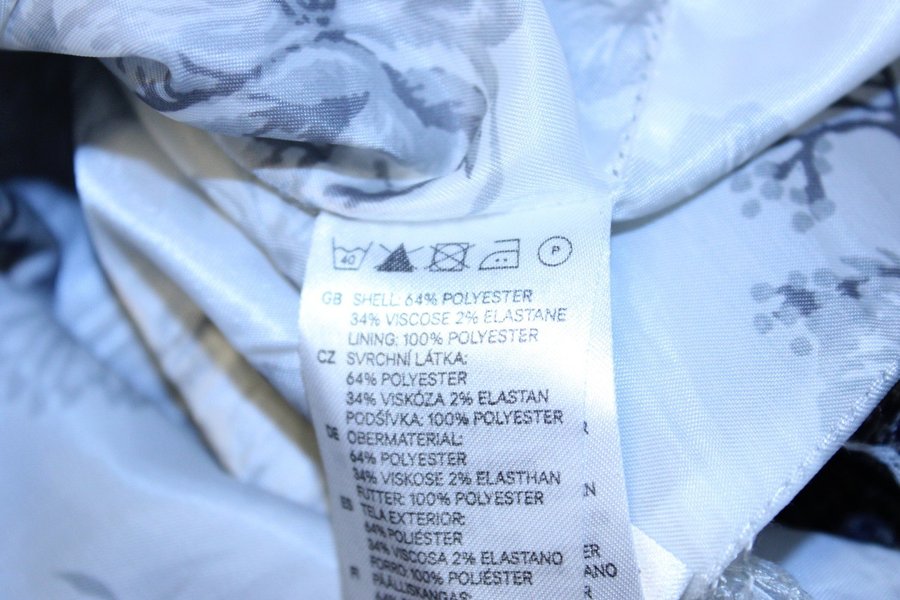 40
P
GB SHELL: 64% POLYESTER
34% VISCOSE 2% ELASTANE
LINING: 100% POLYESTER
CZ SVRCHNÍ LÁTKA:
64% POLYESTER
34% VISKÓZA 2% ELASTAN
PODŠÍVKA: 100% POLYESTER
DE OBERMATERIAL:
64% POLYESTER
34% VISKOSE 2% ELASTHAN
FUTTER: 100% POLYESTER
ES TELA EXTERIOR:
64% POLIÉSTER
34% VISCOSA 2% ELASTANO
FORRO: 100% POLIÉSTER
FI PÄÄLLISKANGAS: